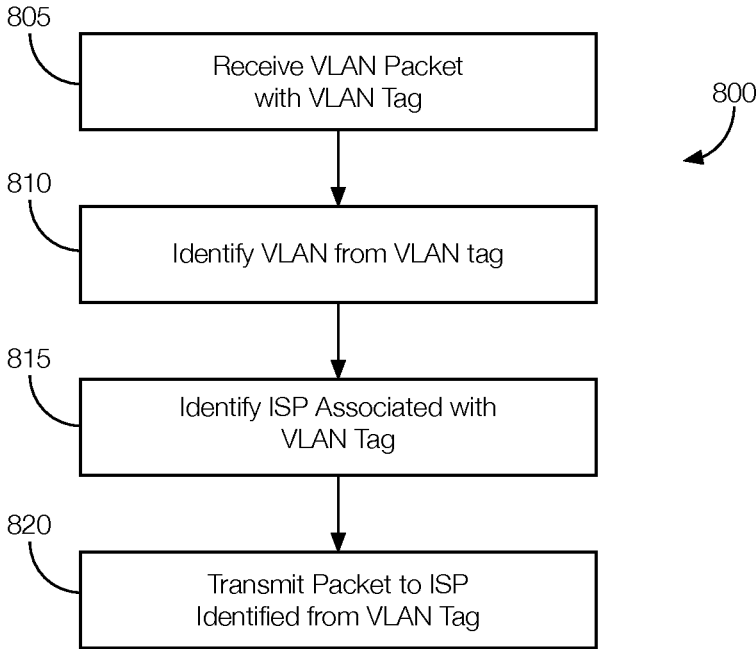 805
Receive VLAN Packet
with VLAN Tag
800
810
Identify VLAN from VLAN tag
815
Identify ISP Associated with
VLAN Tag
820
Transmit Packet to ISP
Identified from VLAN Tag